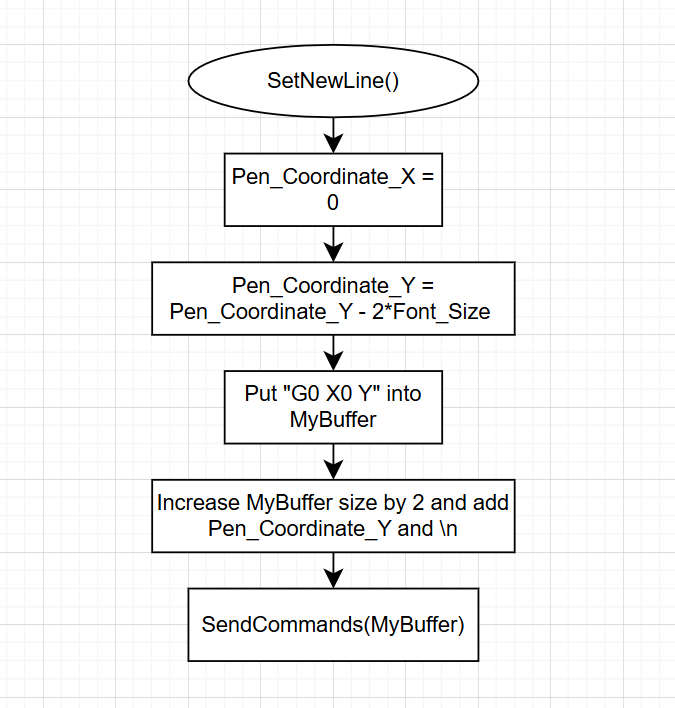 SetNewLine()
Pen_Coordinate_X =
0
Pen_Coordinate_Y =
Pen_Coordinate_Y - 2*Font_Size
Put "G0 X0 Y" into
MyBuffer
Increase MyBuffer size by 2 and add
Pen_Coordinate_Y and \n
SendCommands(MyBuffer)